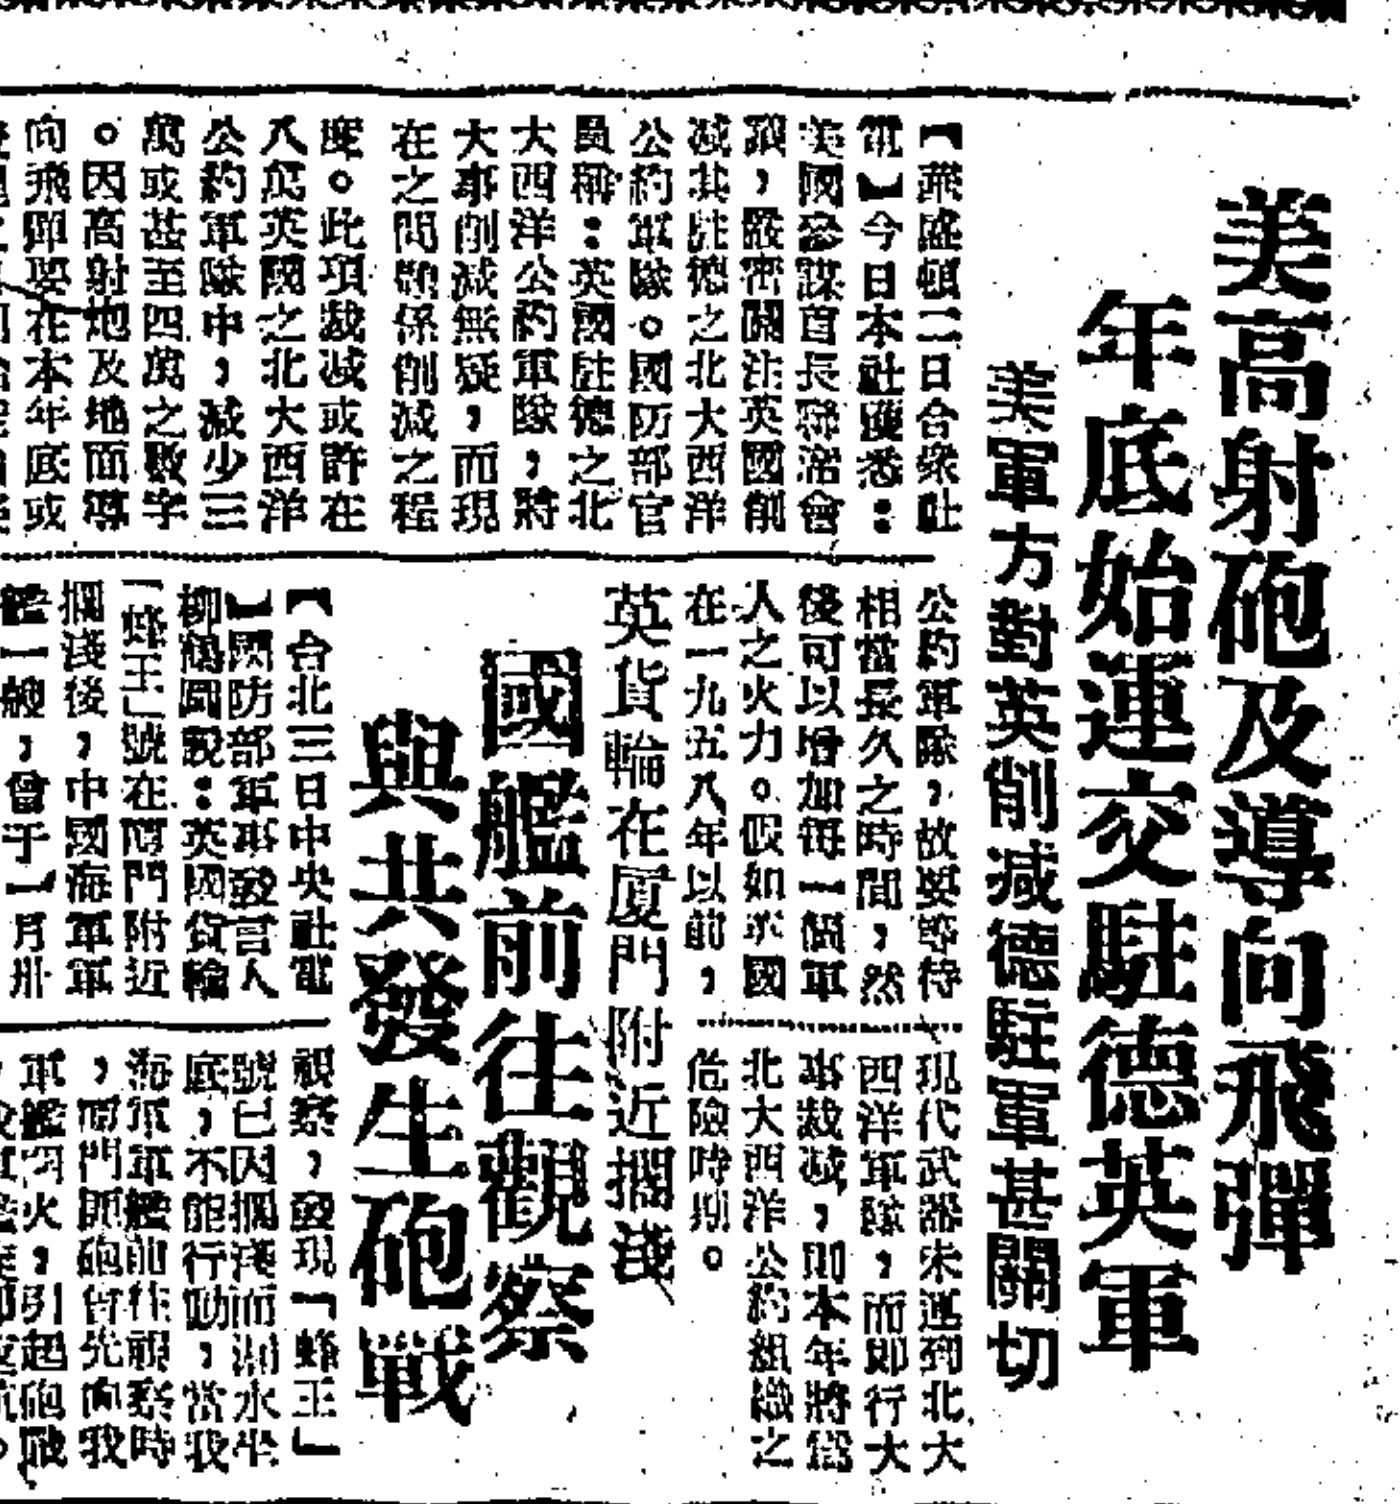 美高射砲及導向飛彈
年底始運交駐德英軍
美軍方對英削減德駐軍甚關切
【華盛頓二日合衆社
電】今日本社獲悉：
美國參謀首長聯席會
議，嚴密關注英國削
減其駐德之北大西洋
公約軍隊。國防部官
員稱：英國駐德之北
大西洋公約軍隊，將
大事削減無疑，而現
在之問題係削減之程
度。此項裁減或許在
八萬英國之北大西洋
公約軍隊中，減少三
萬或甚至四萬之數字
。因高射地及地面導
向飛彈要在本年底或
公約軍隊，故要等待
相當長久之時間，然
後可以增加每一個軍
人之火力。假如英國
在一九五八年以前，
現代武器未運到北大
西洋軍隊，而即行大
事裁減，則本年將爲
北大西洋公約組織之
危險時期。
英貨輪在厦門附近擱淺
國艦前往觀察
與共發生砲戰
【台北三日中央社電
】國防部軍事發言人
柳鶴圖說：英國貨輪
「蜂王」號在厦門附近
擱淺後，中國海軍軍
艦一艘，曾于一月卅
視察，發現「蜂王」
號已因擱淺而潮水坐
底，不能行動，當我
海軍軍艦前往視察時
，厦門匪砲曾先向我
軍艦開火，引起砲戰